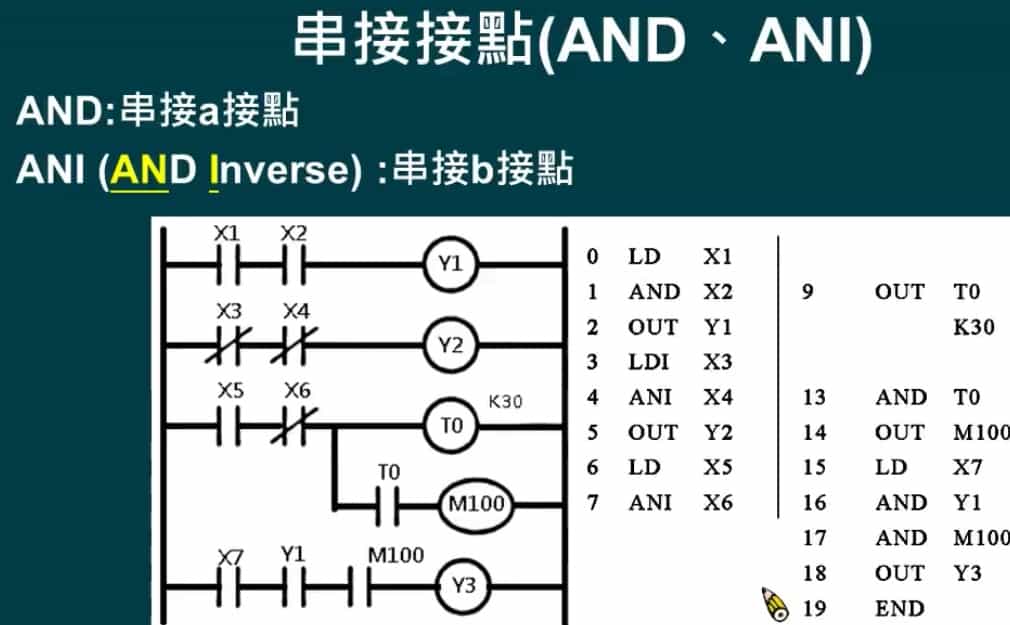 串接接點(AND、ANI)
AND:串接a接點
ANI (AND Inverse) :串接b接點
X1 X2
Y1
X3 X4
Y2
X5 X6
K30
T0
T0
M100
X7 Y1 M100
Y3
0 LD X1
1 AND X2
2 OUT Y1
3 LDI X3
4 ANI X4
5 OUT Y2
6 LD X5
7 ANI X6
9 OUT T0
K30
13 AND T0
14 OUT M100
15 LD X7
16 AND Y1
17 AND M100
18 OUT Y3
19 END